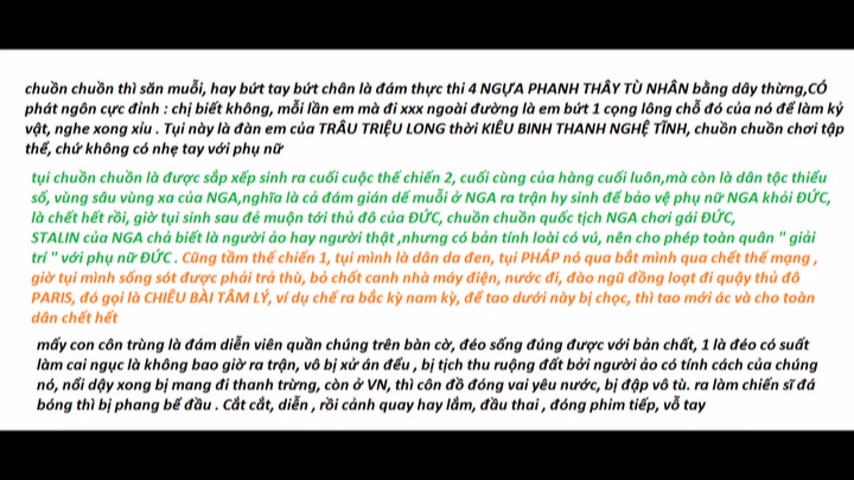 chuồn chuồn thì săn muỗi, hay bứt tay bứt chân là đám thực thi 4 NGỰA PHANH THÂY TÙ NHÂN bằng dây thừng,CÓ
phát ngôn cực đỉnh : chị biết không, mỗi lần em mà đi xxx ngoài đường là em bứt 1 cọng lông chỗ đó của nó để làm kỷ
vật, nghe xong xỉu . Tụi này là đàn em của TRÂU TRIỆU LONG thời KIÊU BINH THANH NGHỆ TĨNH, chuồn chuồn chơi tập
thể, chứ không có nhẹ tay với phụ nữ
tụi chuồn chuồn là được sắp xếp sinh ra cuối cuộc thế chiến 2, cuối cùng của hàng cuối luôn,mà còn là dân tộc thiểu
số, vùng sâu vùng xa của NGA,nghĩa là cả đám gián dế muỗi ở NGA ra trận hy sinh để bảo vệ phụ nữ NGA khỏi ĐỨC,
là chết hết rồi, giờ tụi sinh sau đẻ muộn tới thủ đô của ĐỨC, chuồn chuồn quốc tịch NGA chơi gái ĐỨC,
STALIN của NGA chả biết là người ảo hay người thật ,nhưng có bản tính loài có vú, nên cho phép toàn quân " giải
trí " với phụ nữ ĐỨC . Cũng tầm thế chiến 1, tụi mình là dân da đen, tụi PHÁP nó qua bắt mình qua chết thế mạng ,
giờ tụi mình sống sót được phải trả thù, bỏ chốt canh nhà máy điện, nước đi, đào ngũ đồng loạt đi quậy thủ đô
PARIS, đó gọi là CHIÊU BÀI TÂM LÝ, ví dụ chế ra bắc kỳ nam kỳ, để tao dưới này bị chọc, thì tao mới ác và cho toàn
dân chết hết
mấy con côn trùng là đám diễn viên quần chúng trên bàn cờ, đéo sống đúng được với bản chất, 1 là đéo có suất
làm cai ngục là không bao giờ ra trận, vô bị xử án đểu , bị tịch thu ruộng đất bởi người ảo có tính cách của chúng
nó, nổi dậy xong bị mang đi thanh trừng, còn ở VN, thì côn đồ đóng vai yêu nước, bị đập vô tù. ra làm chiến sĩ đá
bóng thì bị phang bể đầu . Cắt cắt, diễn , rồi cảnh quay hay lắm, đầu thai , đóng phim tiếp, vỗ tay